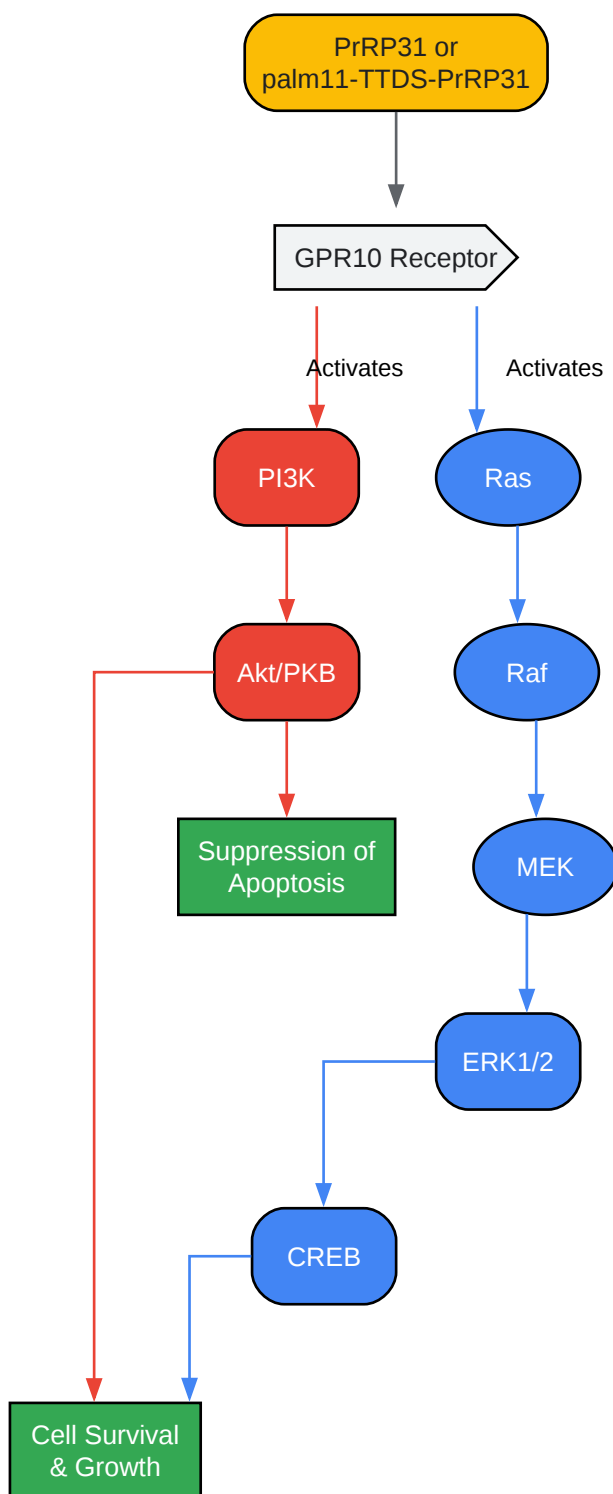 PrRP31 or
palm11-TTDS-PrRP31
GPR10 Receptor
Activates
Activates
PI3K
Ras
Akt/PKB
Raf
Suppression of
Apoptosis
MEK
ERK1/2
CREB
Cell Survival
& Growth